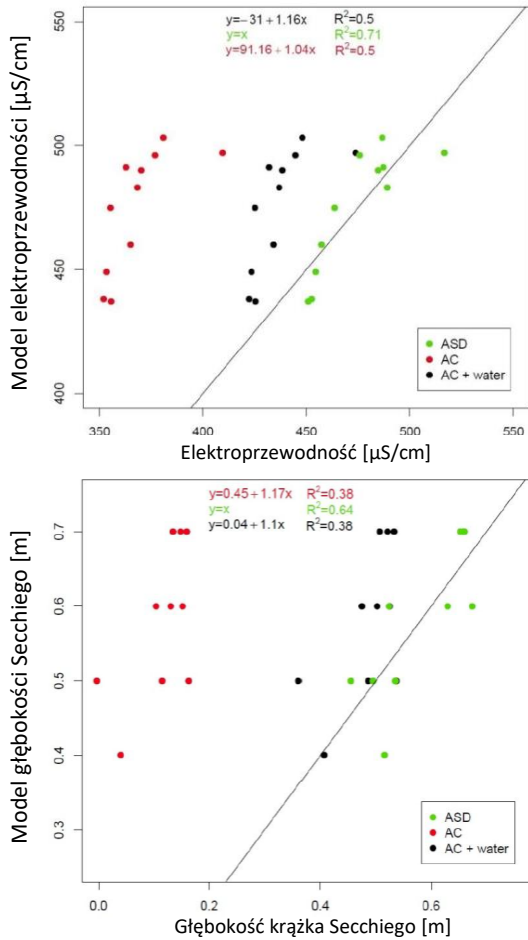 y=−31 + 1.16x R²=0.5
y=x R²=0.71
y=91.16 + 1.04x R²=0.5
Model elektroprzewodności [µS/cm]
550
500
450
400
ASD
AC
AC + water
350 400 450 500 550
Elektroprzewodność [µS/cm]
y=0.45 + 1.17x R²=0.38
y=x R²=0.64
y=0.04 + 1.1x R²=0.38
Model głębokości Secchiego [m]
0.7
0.6
0.5
0.4
0.3
ASD
AC
AC + water
0.0 0.2 0.4 0.6
Głębokość krążka Secchiego [m]